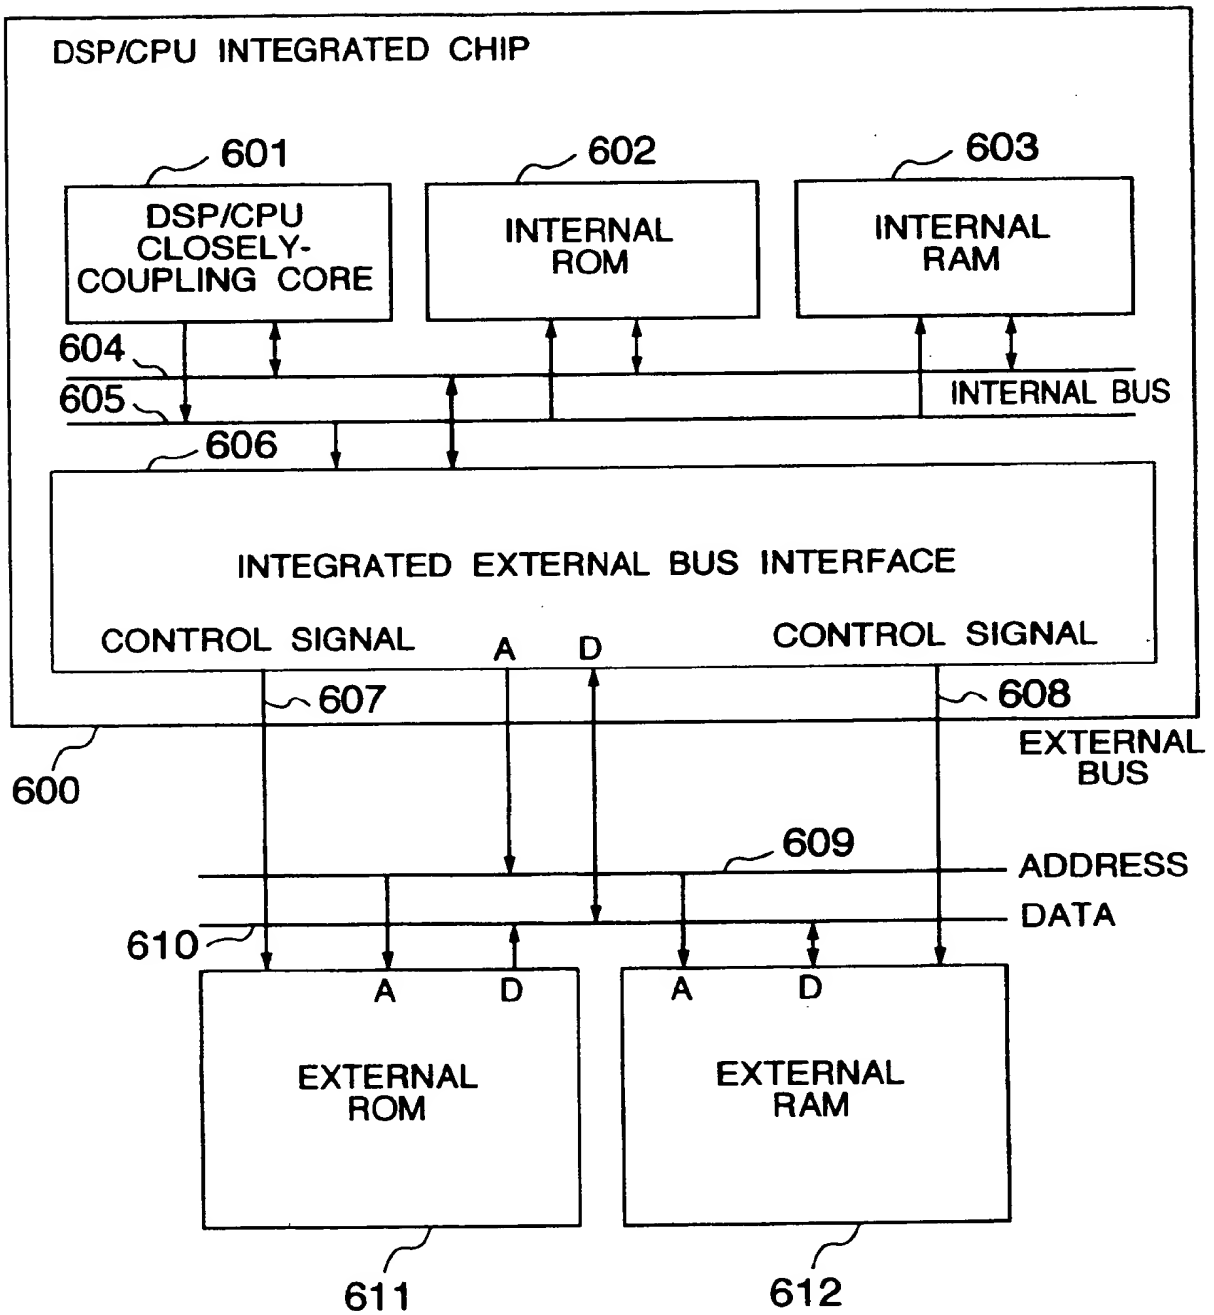 DSP/CPU INTEGRATED CHIP
601
602
603
DSP/CPU
CLOSELY-
COUPLING CORE
INTERNAL
ROM
INTERNAL
RAM
604
605
INTERNAL BUS
606
INTEGRATED EXTERNAL BUS INTERFACE
CONTROL SIGNAL
A
D
CONTROL SIGNAL
607
608
600
EXTERNAL
BUS
609
ADDRESS
610
DATA
A
D
A
D
EXTERNAL
ROM
EXTERNAL
RAM
611
612